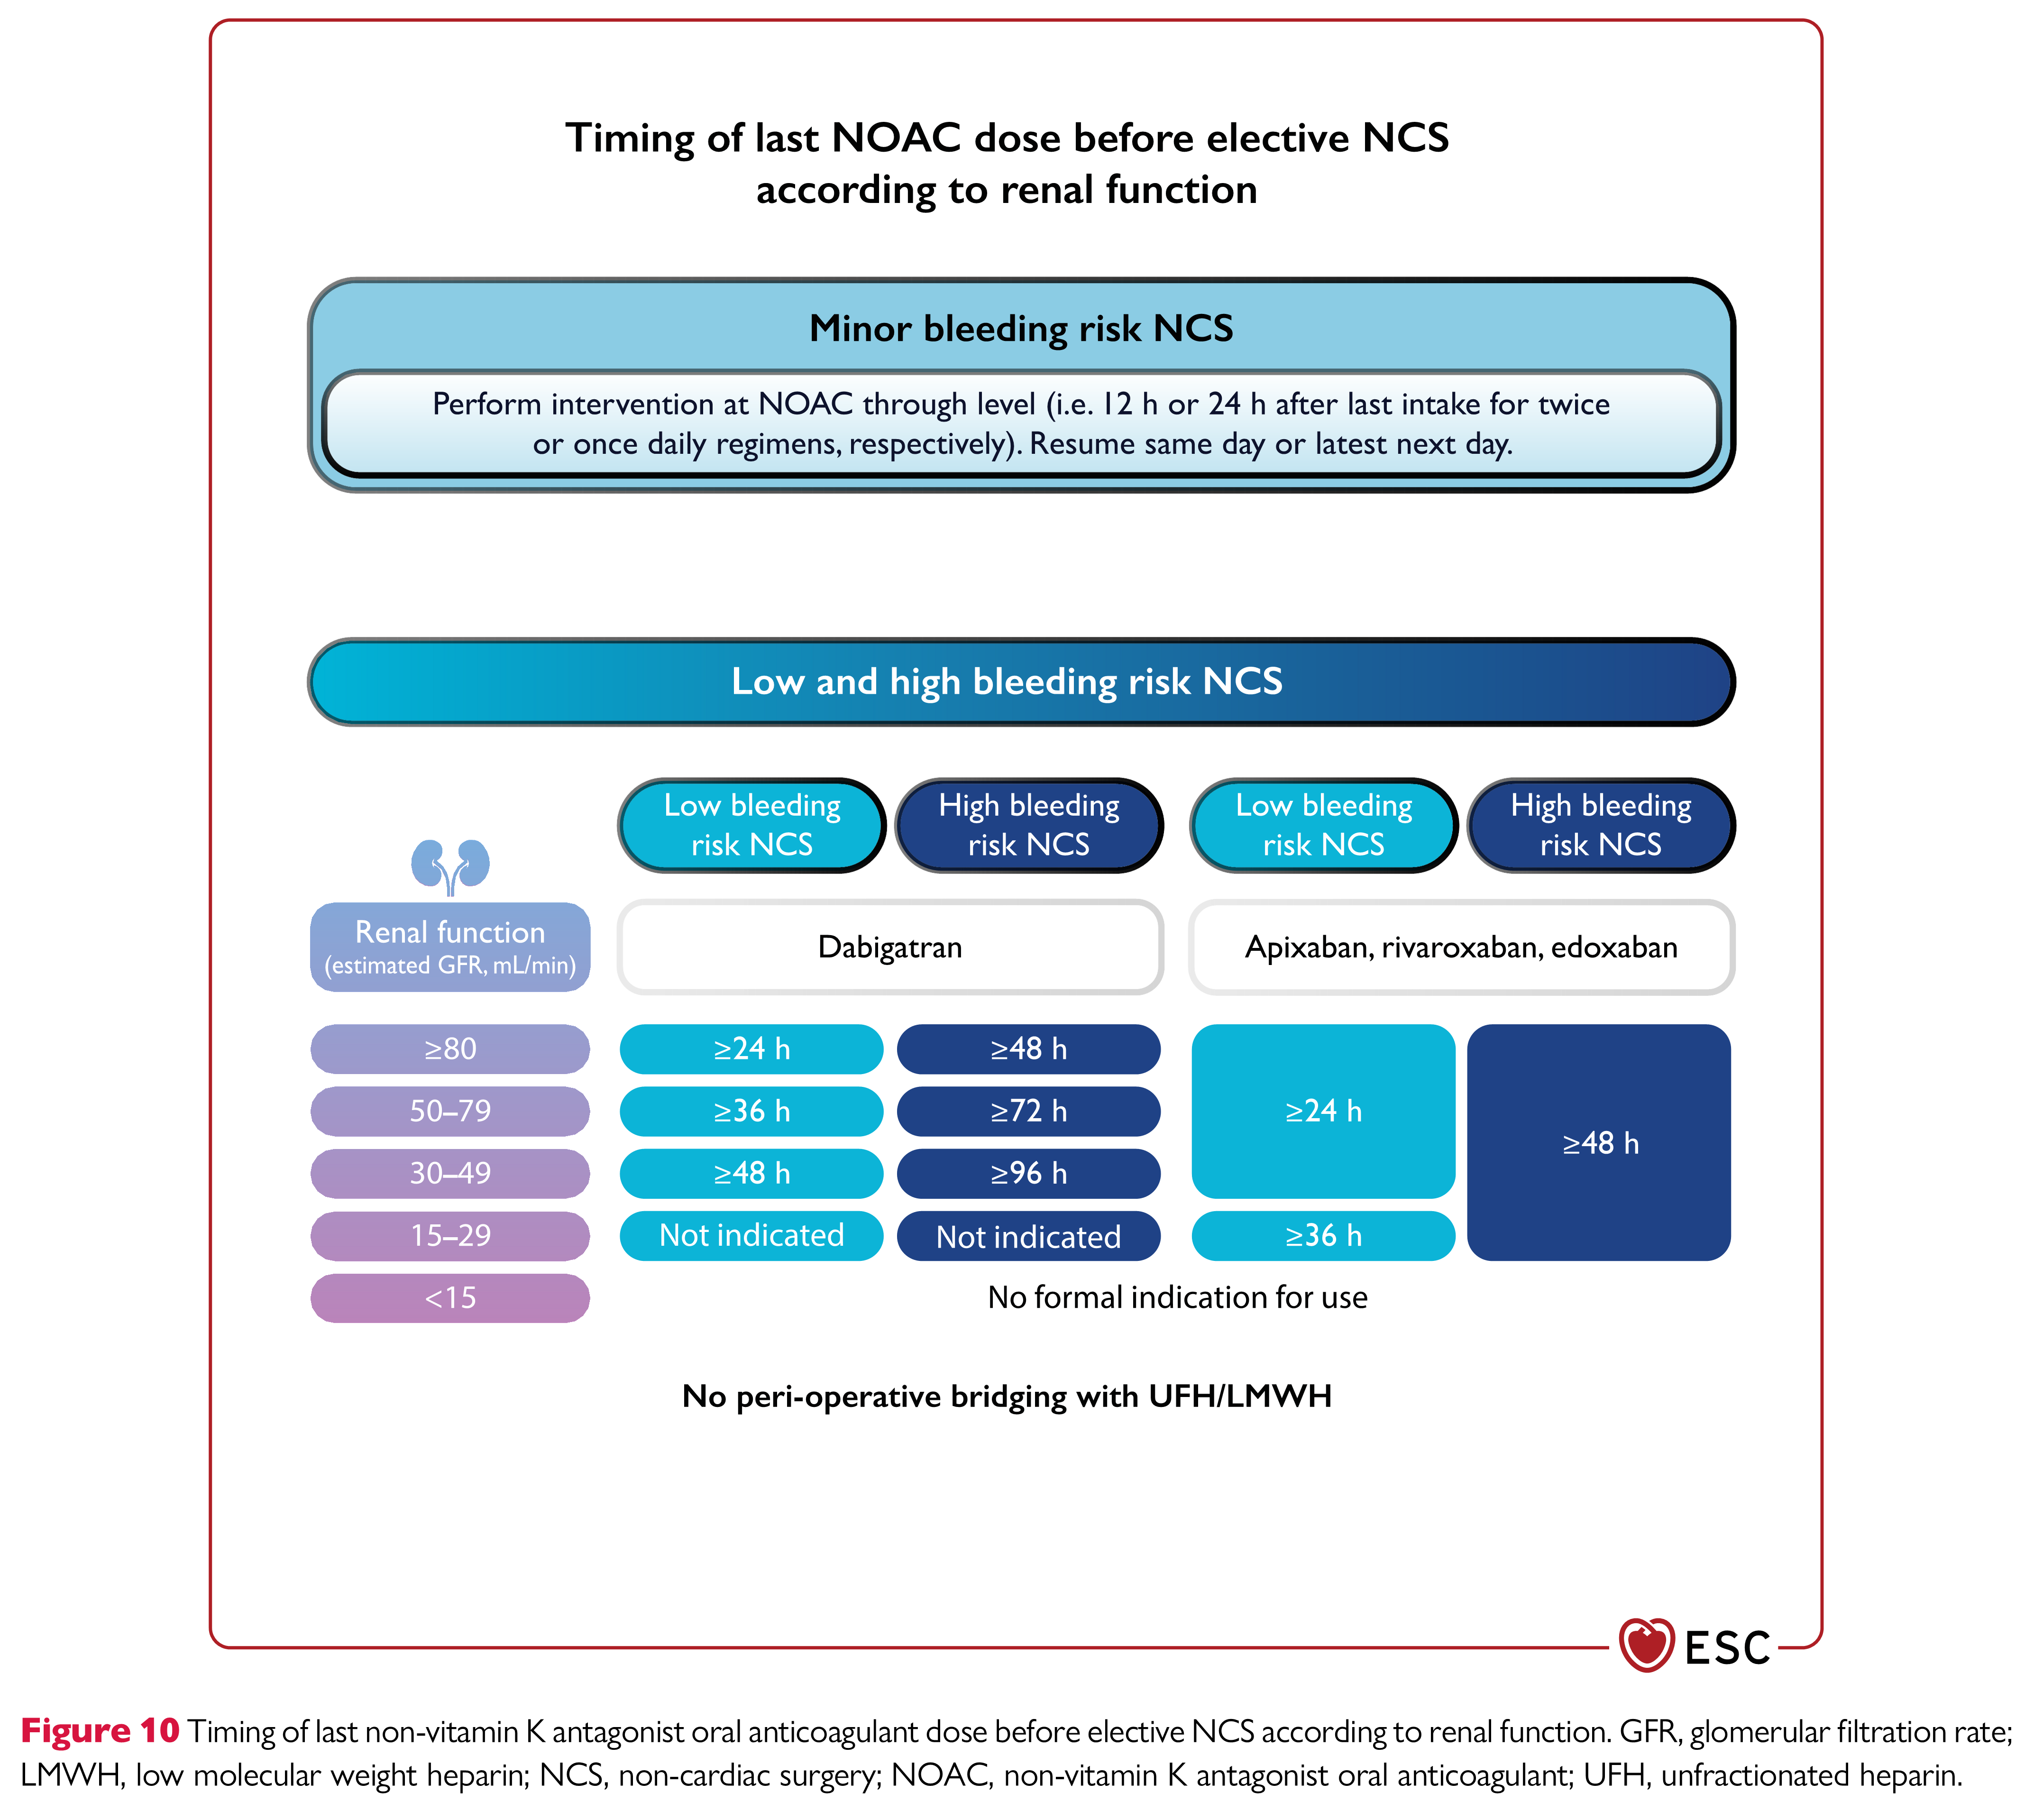 Timing of last NOAC dose before elective NCS
according to renal function
Minor bleeding risk NCS
Perform intervention at NOAC through level (i.e. 12 h or 24 h after last intake for twice
or once daily regimens, respectively). Resume same day or latest next day.
Low and high bleeding risk NCS
Low bleeding
risk NCS
High bleeding
risk NCS
Low bleeding
risk NCS
High bleeding
risk NCS
Renal function
(estimated GFR, mL/min)
Dabigatran
Apixaban, rivaroxaban, edoxaban
≥80
≥24 h
≥48 h
50–79
≥36 h
≥72 h
≥24 h
≥48 h
30–49
≥48 h
≥96 h
15–29
Not indicated
Not indicated
≥36 h
<15
No formal indication for use
No peri-operative bridging with UFH/LMWH
ESC
Figure 10 Timing of last non-vitamin K antagonist oral anticoagulant dose before elective NCS according to renal function. GFR, glomerular filtration rate;
LMWH, low molecular weight heparin; NCS, non-cardiac surgery; NOAC, non-vitamin K antagonist oral anticoagulant; UFH, unfractionated heparin.